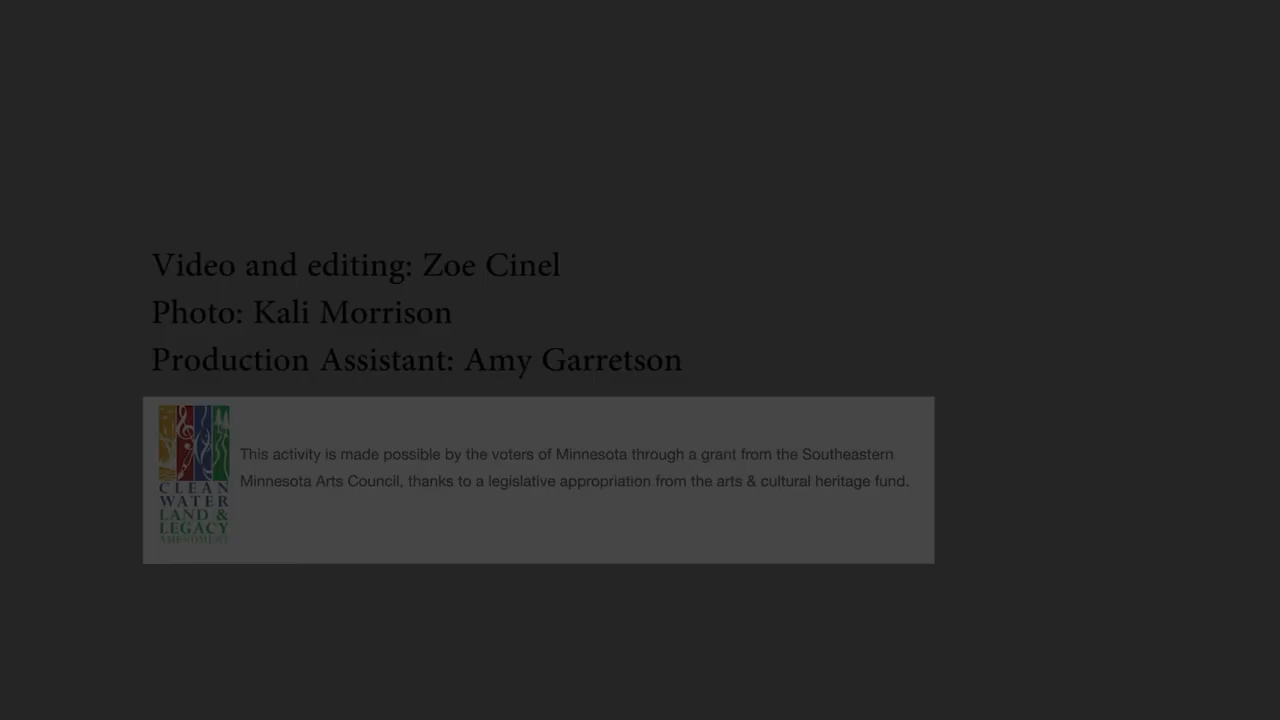 Video and editing: Zoe Cinel
Photo: Kali Morrison
Production Assistant: Amy Garretson
This activity is made possible by the voters of Minnesota through a grant from the Southeastern
Minnesota Arts Council, thanks to a legislative appropriation from the arts & cultural heritage fund.
CLEAN
WATER
LAND &
LEGACY
AMENDMENT